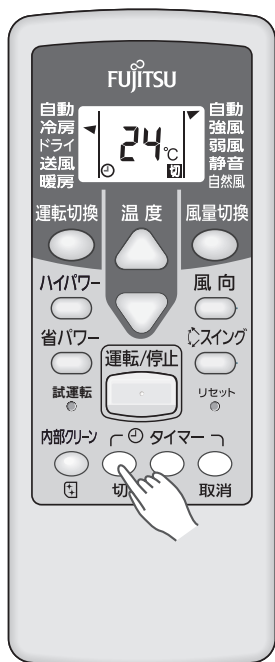 FUJITSU
自動 自動
冷房 強風
ドライ 24℃ 弱風
送風 静音
暖房 切 自然風
運転切換 温度 風量切換
ハイパワー 風向
省パワー スイング
運転/停止
試運転 リセット
内部クリーン タイマー
切 取消